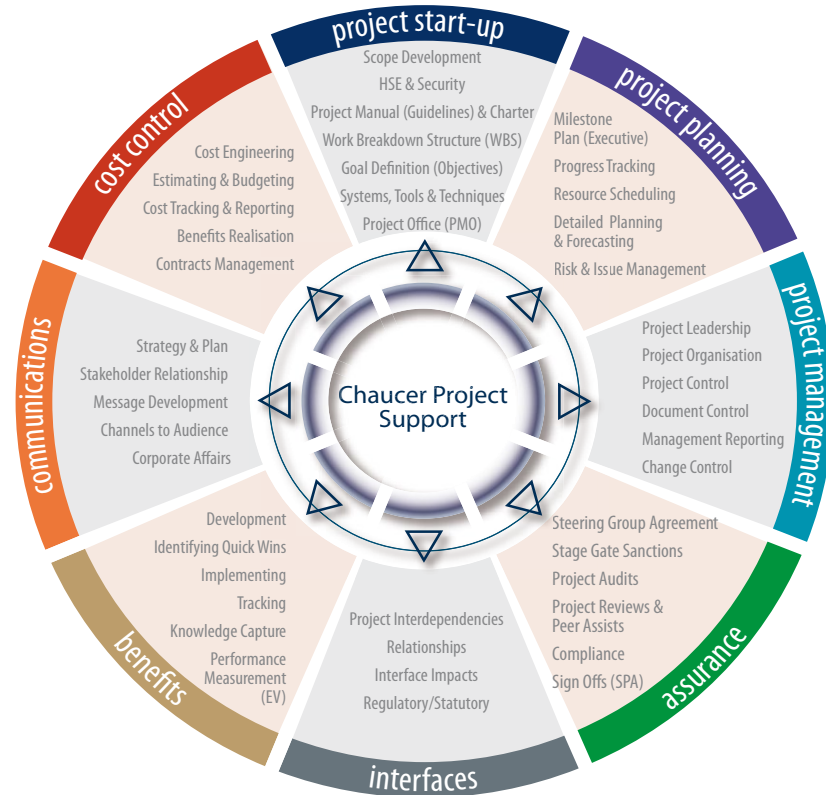 project start-up
Scope Development
HSE & Security
Project Manual (Guidelines) & Charter
Work Breakdown Structure (WBS)
Goal Definition (Objectives)
Systems, Tools & Techniques
Project Office (PMO)
project planning
Milestone
Plan (Executive)
Progress Tracking
Resource Scheduling
Detailed Planning
& Forecasting
Risk & Issue Management
project management
Project Leadership
Project Organisation
Project Control
Document Control
Management Reporting
Change Control
assurance
Steering Group Agreement
Stage Gate Sanctions
Project Audits
Project Reviews &
Peer Assists
Compliance
Sign Offs (SPA)
interfaces
Project Interdependencies
Relationships
Interface Impacts
Regulatory/Statutory
benefits
Development
Identifying Quick Wins
Implementing
Tracking
Knowledge Capture
Performance
Measurement
(EV)
communications
Strategy & Plan
Stakeholder Relationship
Message Development
Channels to Audience
Corporate Affairs
cost control
Cost Engineering
Estimating & Budgeting
Cost Tracking & Reporting
Benefits Realisation
Contracts Management
Chaucer Project
Support